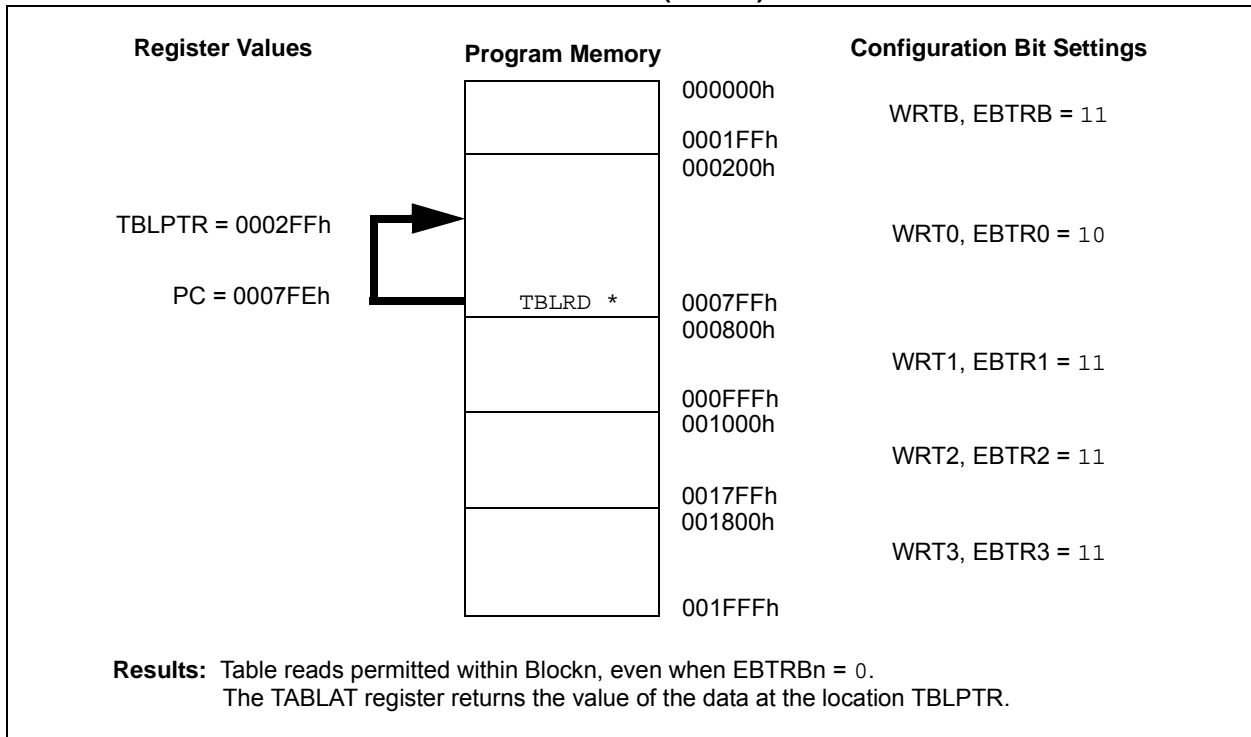 Register Values
Program Memory
Configuration Bit Settings
000000h
WRTB, EBTRB = 11
0001FFh
000200h
TBLPTR = 0002FFh
WRT0, EBTR0 = 10
PC = 0007FEh
TBLRD *
0007FFh
000800h
WRT1, EBTR1 = 11
000FFFh
001000h
WRT2, EBTR2 = 11
0017FFh
001800h
WRT3, EBTR3 = 11
001FFFh
Results: Table reads permitted within Blockn, even when EBTRBn = 0.
The TABLAT register returns the value of the data at the location TBLPTR.